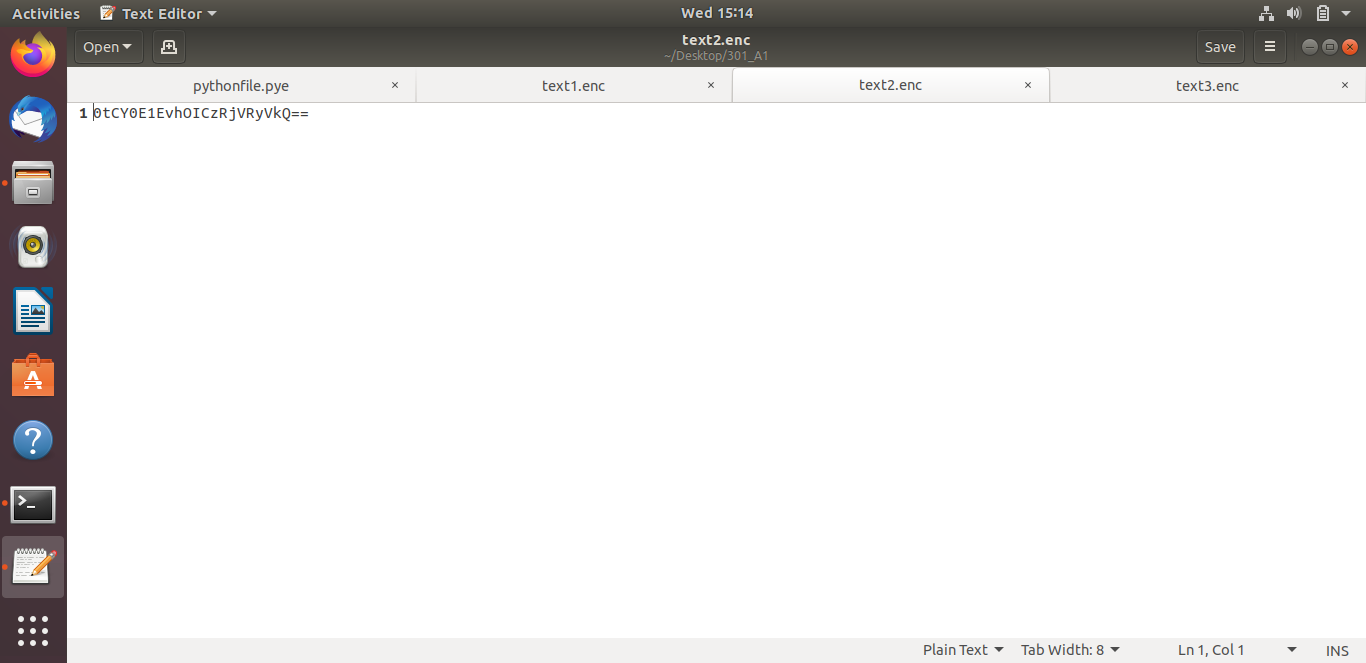 Activities Text Editor Wed 15:14
Open text2.enc Save
~/Desktop/301_A1
pythonfile.pye × text1.enc × text2.enc × text3.enc ×
1 0tCY0E1EvhOICzRjVRyVkQ==
Plain Text Tab Width: 8 Ln 1, Col 1 INS